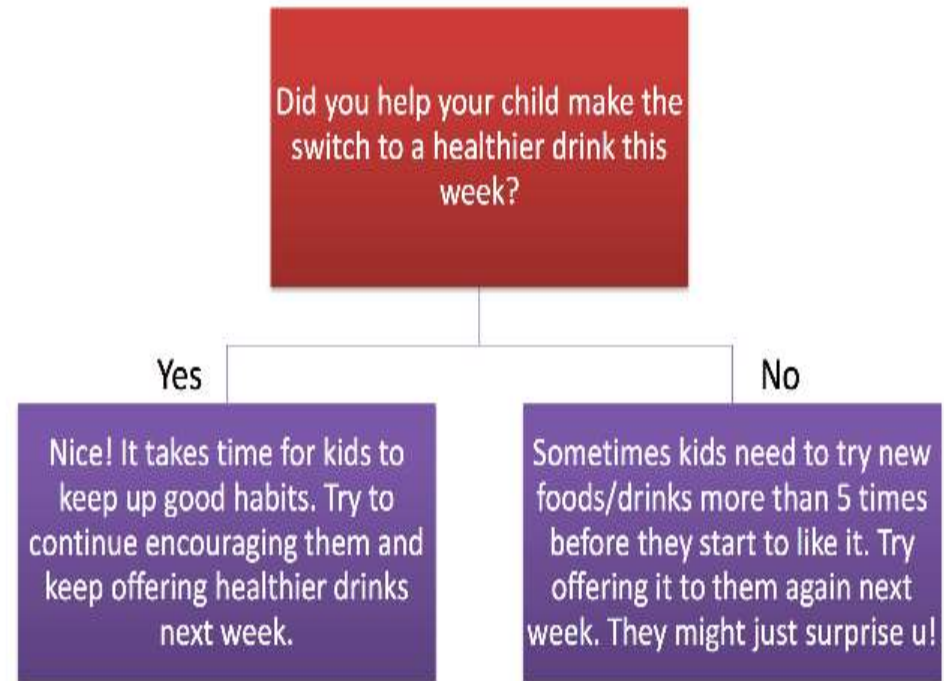 Did you help your child make the
switch to a healthier drink this
week?
Yes
No
Nice! It takes time for kids to
keep up good habits. Try to
continue encouraging them and
keep offering healthier drinks
next week.
Sometimes kids need to try new
foods/drinks more than 5 times
before they start to like it. Try
offering it to them again next
week. They might just surprise u!